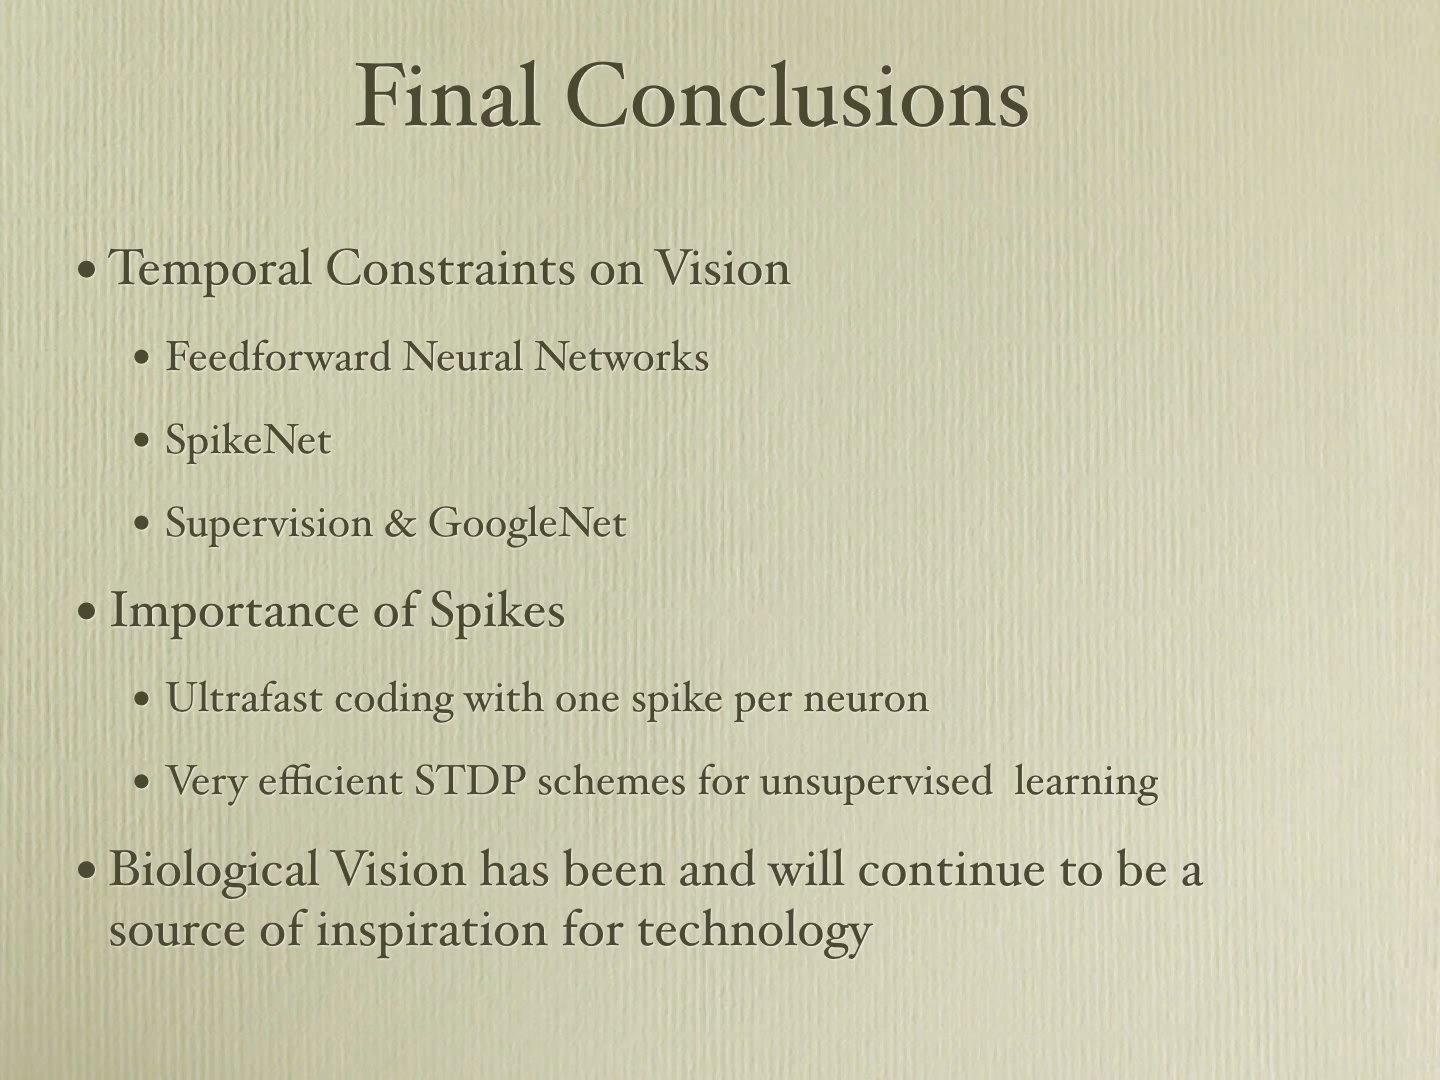 Final Conclusions
• Temporal Constraints on Vision
• Feedforward Neural Networks
• SpikeNet
• Supervision & GoogleNet
• Importance of Spikes
• Ultrafast coding with one spike per neuron
• Very efficient STDP schemes for unsupervised  learning
• Biological Vision has been and will continue to be a
source of inspiration for technology